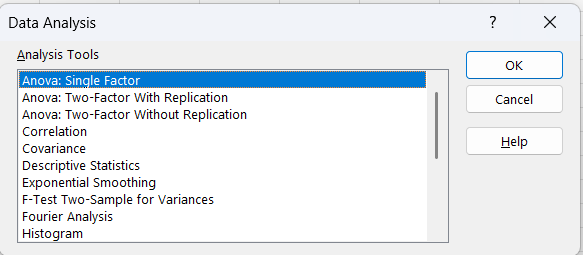 Data Analysis
?
Analysis Tools
Anova: Single Factor
Anova: Two-Factor With Replication
Anova: Two-Factor Without Replication
Correlation
Covariance
Descriptive Statistics
Exponential Smoothing
F-Test Two-Sample for Variances
Fourier Analysis
Histogram
OK
Cancel
Help